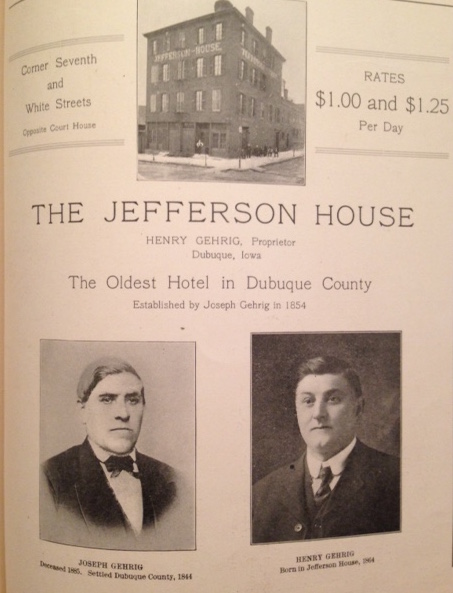 Corner Seventh
and
White Streets
Opposite Court House
JEFFERSON HOUSE
RATES
$1.00 and $1.25
Per Day
THE JEFFERSON HOUSE
HENRY GEHRIG, Proprietor
Dubuque, Iowa
The Oldest Hotel in Dubuque County
Established by Joseph Gehrig in 1854
JOSEPH GEHRIG
Deceased 1885. Settled Dubuque County, 1844
HENRY GEHRIG
Born in Jefferson House, 1864